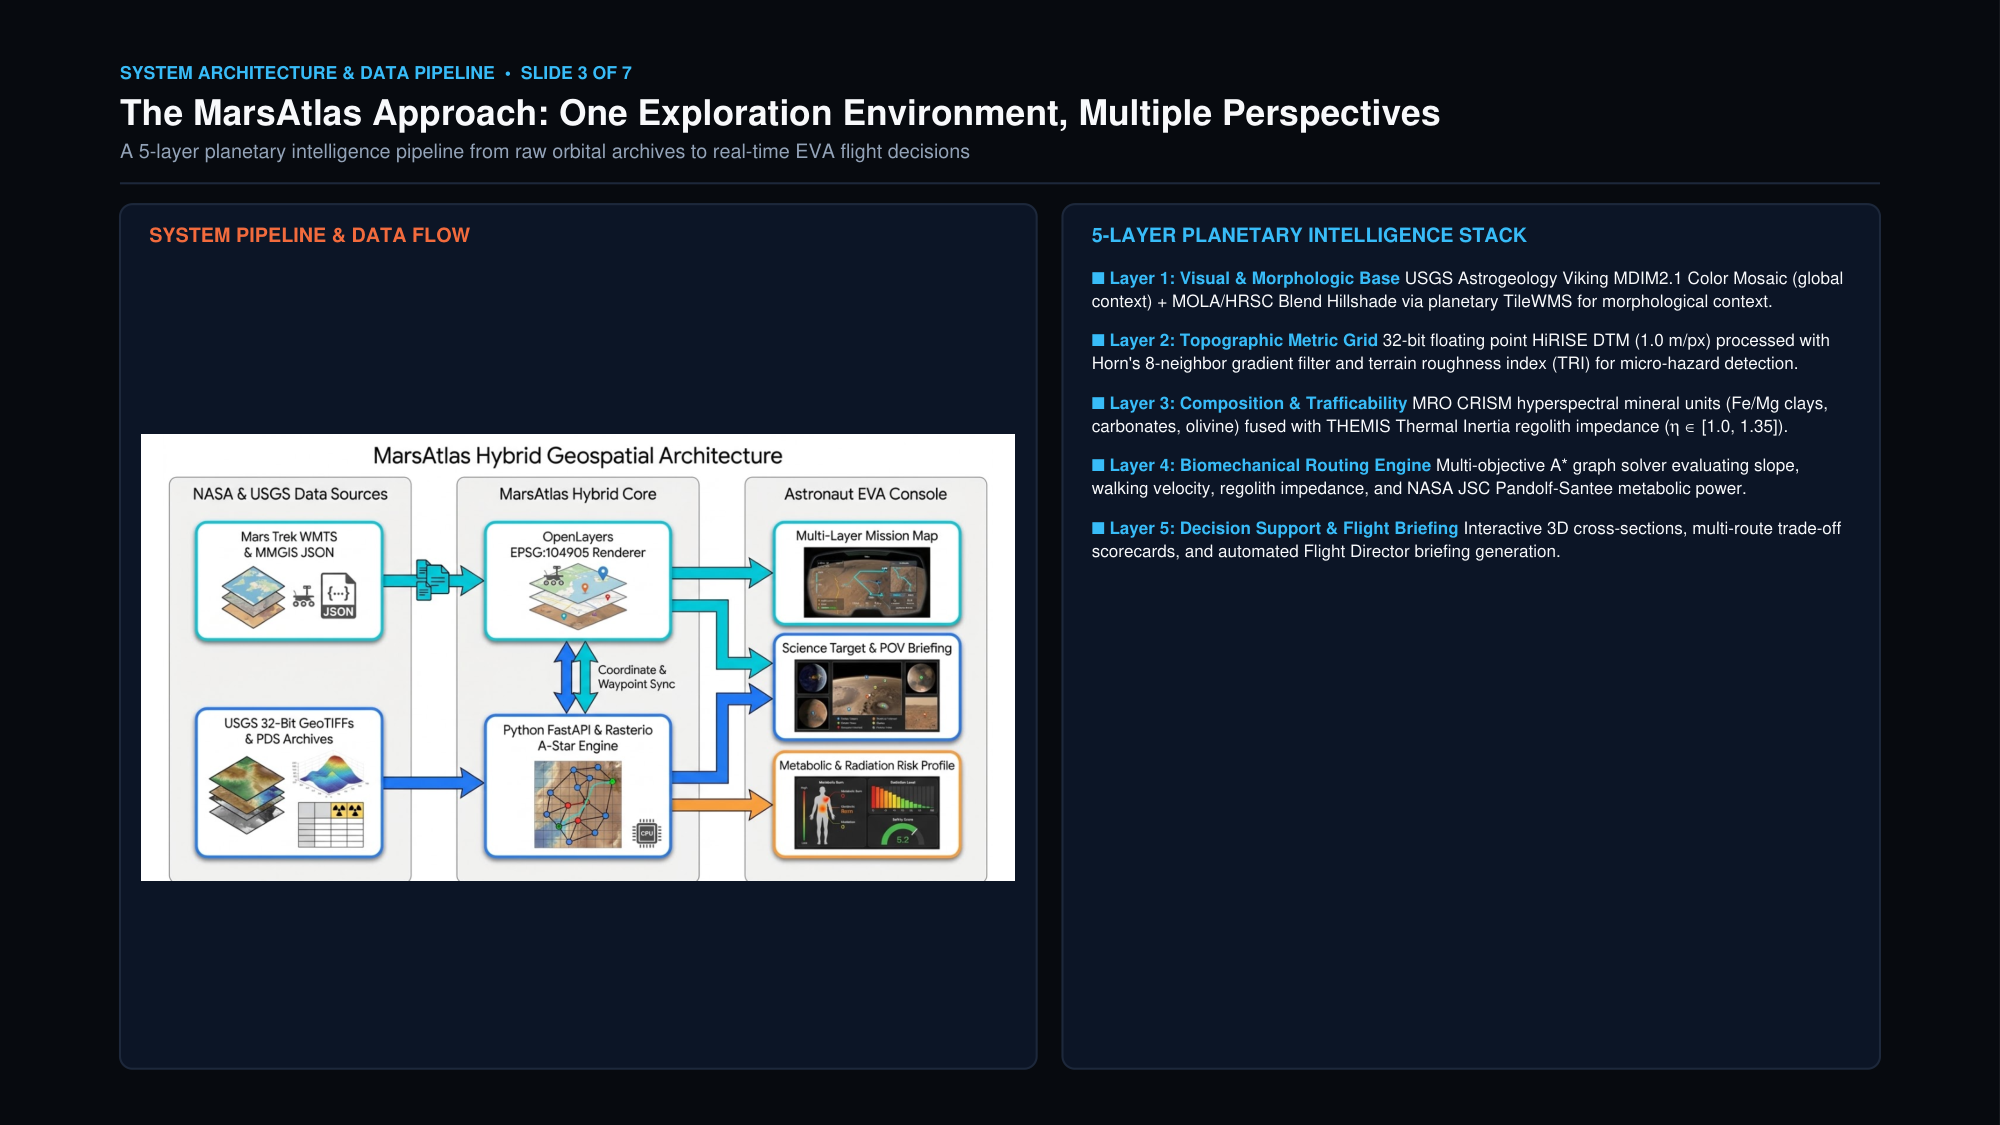 SYSTEM ARCHITECTURE & DATA PIPELINE • SLIDE 3 OF 7
The MarsAtlas Approach: One Exploration Environment, Multiple Perspectives
A 5-layer planetary intelligence pipeline from raw orbital archives to real-time EVA flight decisions
SYSTEM PIPELINE & DATA FLOW
MarsAtlas Hybrid Geospatial Architecture
NASA & USGS Data Sources
Mars Trek WMTS
& MMGIS JSON
{...}
JSON
USGS 32-Bit GeoTIFFs
& PDS Archives
MarsAtlas Hybrid Core
OpenLayers
EPSG:104905 Renderer
Coordinate &
Waypoint Sync
Python FastAPI & Rasterio
A-Star Engine
CPU
Astronaut EVA Console
Multi-Layer Mission Map
Science Target & POV Briefing
Metabolic & Radiation Risk Profile
5.2
5-LAYER PLANETARY INTELLIGENCE STACK
■ Layer 1: Visual & Morphologic Base USGS Astrogeology Viking MDIM2.1 Color Mosaic (global
context) + MOLA/HRSC Blend Hillshade via planetary TileWMS for morphological context.
■ Layer 2: Topographic Metric Grid 32-bit floating point HiRISE DTM (1.0 m/px) processed with
Horn's 8-neighbor gradient filter and terrain roughness index (TRI) for micro-hazard detection.
■ Layer 3: Composition & Trafficability MRO CRISM hyperspectral mineral units (Fe/Mg clays,
carbonates, olivine) fused with THEMIS Thermal Inertia regolith impedance (η ∈ [1.0, 1.35]).
■ Layer 4: Biomechanical Routing Engine Multi-objective A* graph solver evaluating slope,
walking velocity, regolith impedance, and NASA JSC Pandolf-Santee metabolic power.
■ Layer 5: Decision Support & Flight Briefing Interactive 3D cross-sections, multi-route trade-off
scorecards, and automated Flight Director briefing generation.